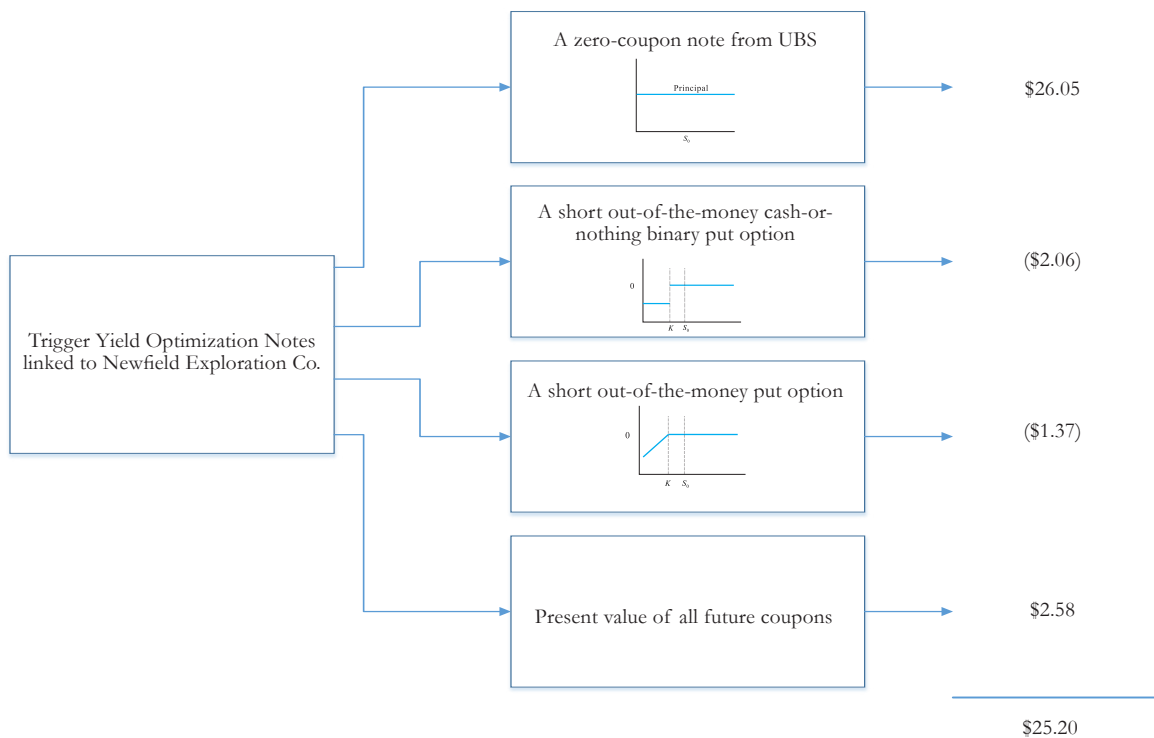 Trigger Yield Optimization Notes
linked to Newfield Exploration Co.
A zero-coupon note from UBS
Principal
S₀
$26.05
A short out-of-the-money cash-or-
nothing binary put option
0
K S₀
($2.06)
A short out-of-the-money put option
0
K S₀
($1.37)
Present value of all future coupons
$2.58
$25.20